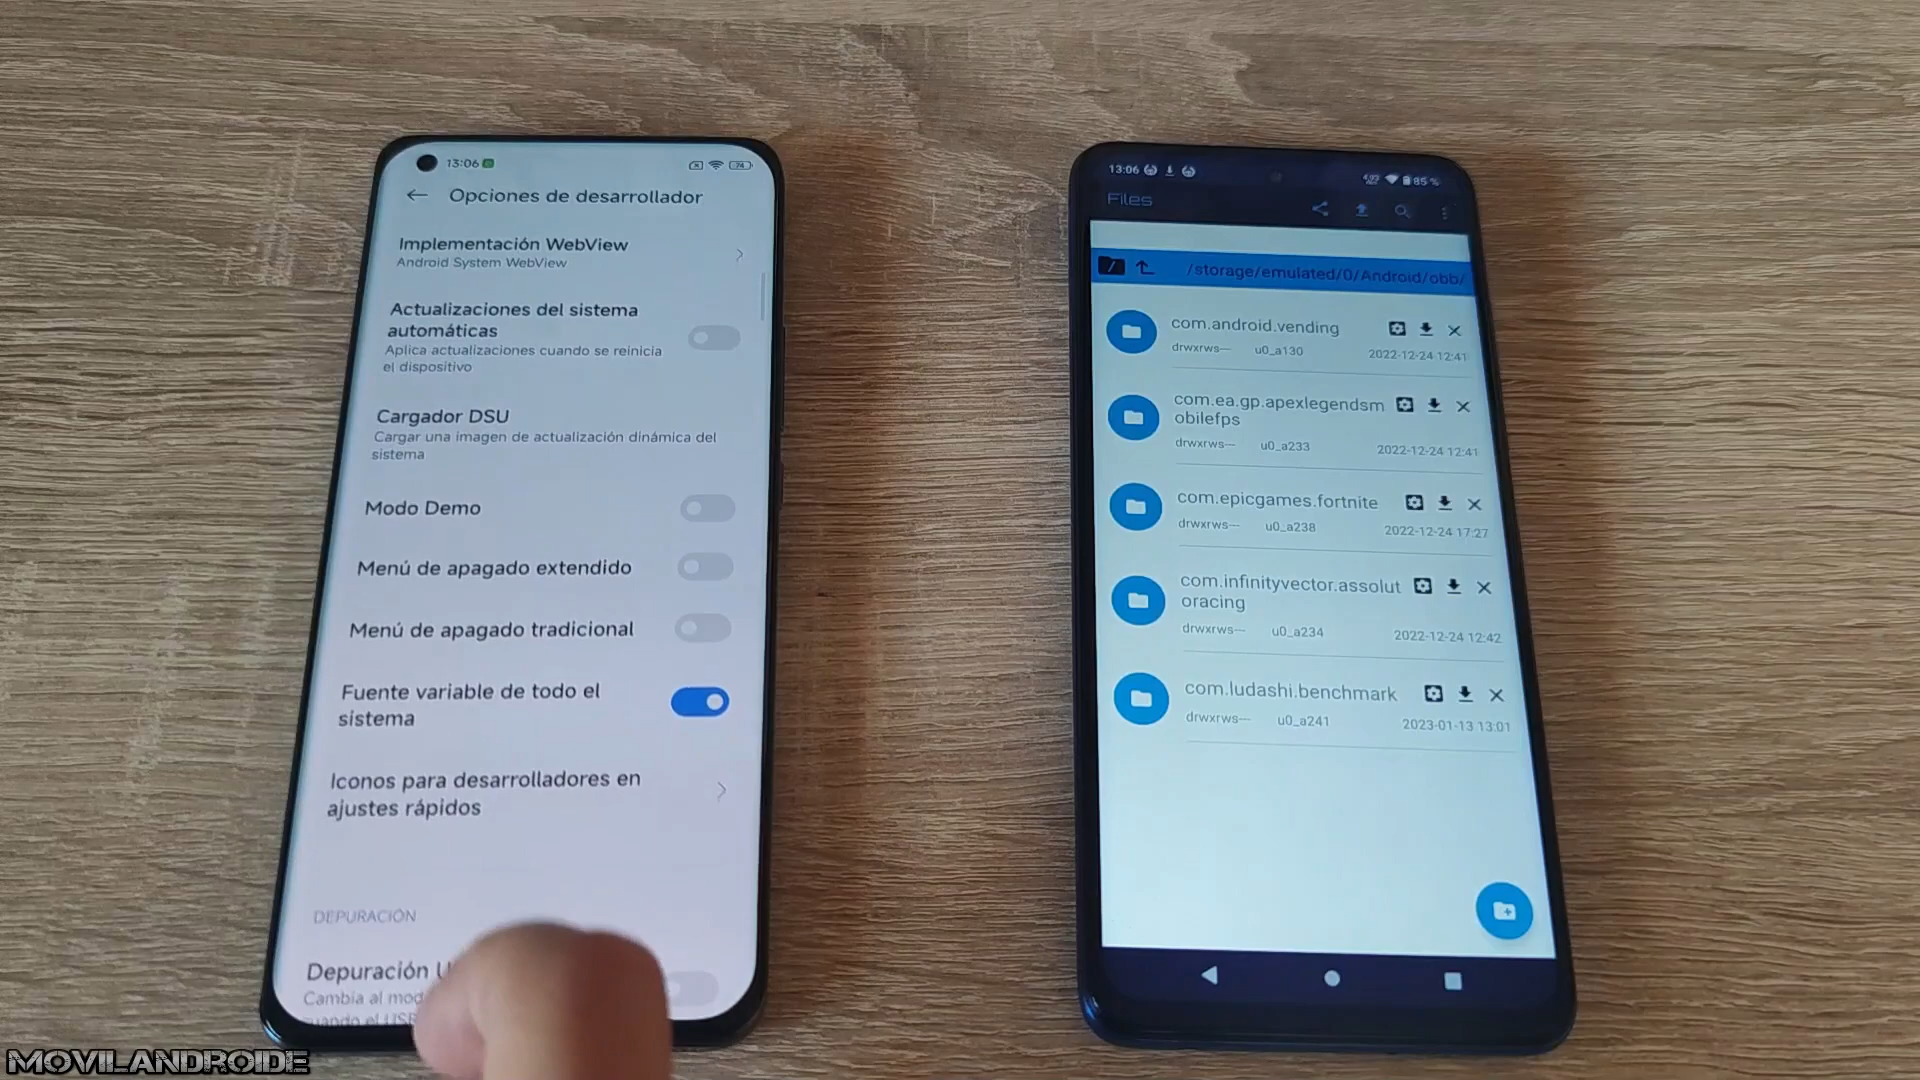 13:06
74
Opciones de desarrollador
Implementación WebView
Android System WebView
Actualizaciones del sistema
automáticas
Aplica actualizaciones cuando se reinicia
el dispositivo
Cargador DSU
Cargar una imagen de actualización dinámica del
sistema
Modo Demo
Menú de apagado extendido
Menú de apagado tradicional
Fuente variable de todo el
sistema
Iconos para desarrolladores en
ajustes rápidos
DEPURACIÓN
Depuración U
Cambia al mod
cuando el USB
13:06
85 %
Files
/storage/emulated/0/Android/obb/
com.android.vending
drwxrws--- u0_a130 2022-12-24 12:41
com.ea.gp.apexlegendsm
obilefps
drwxrws--- u0_a233 2022-12-24 12:41
com.epicgames.fortnite
drwxrws--- u0_a238 2022-12-24 17:27
com.infinityvector.assolut
oracing
drwxrws--- u0_a234 2022-12-24 12:42
com.ludashi.benchmark
drwxrws--- u0_a241 2023-01-13 13:01
MOVILANDROIDE